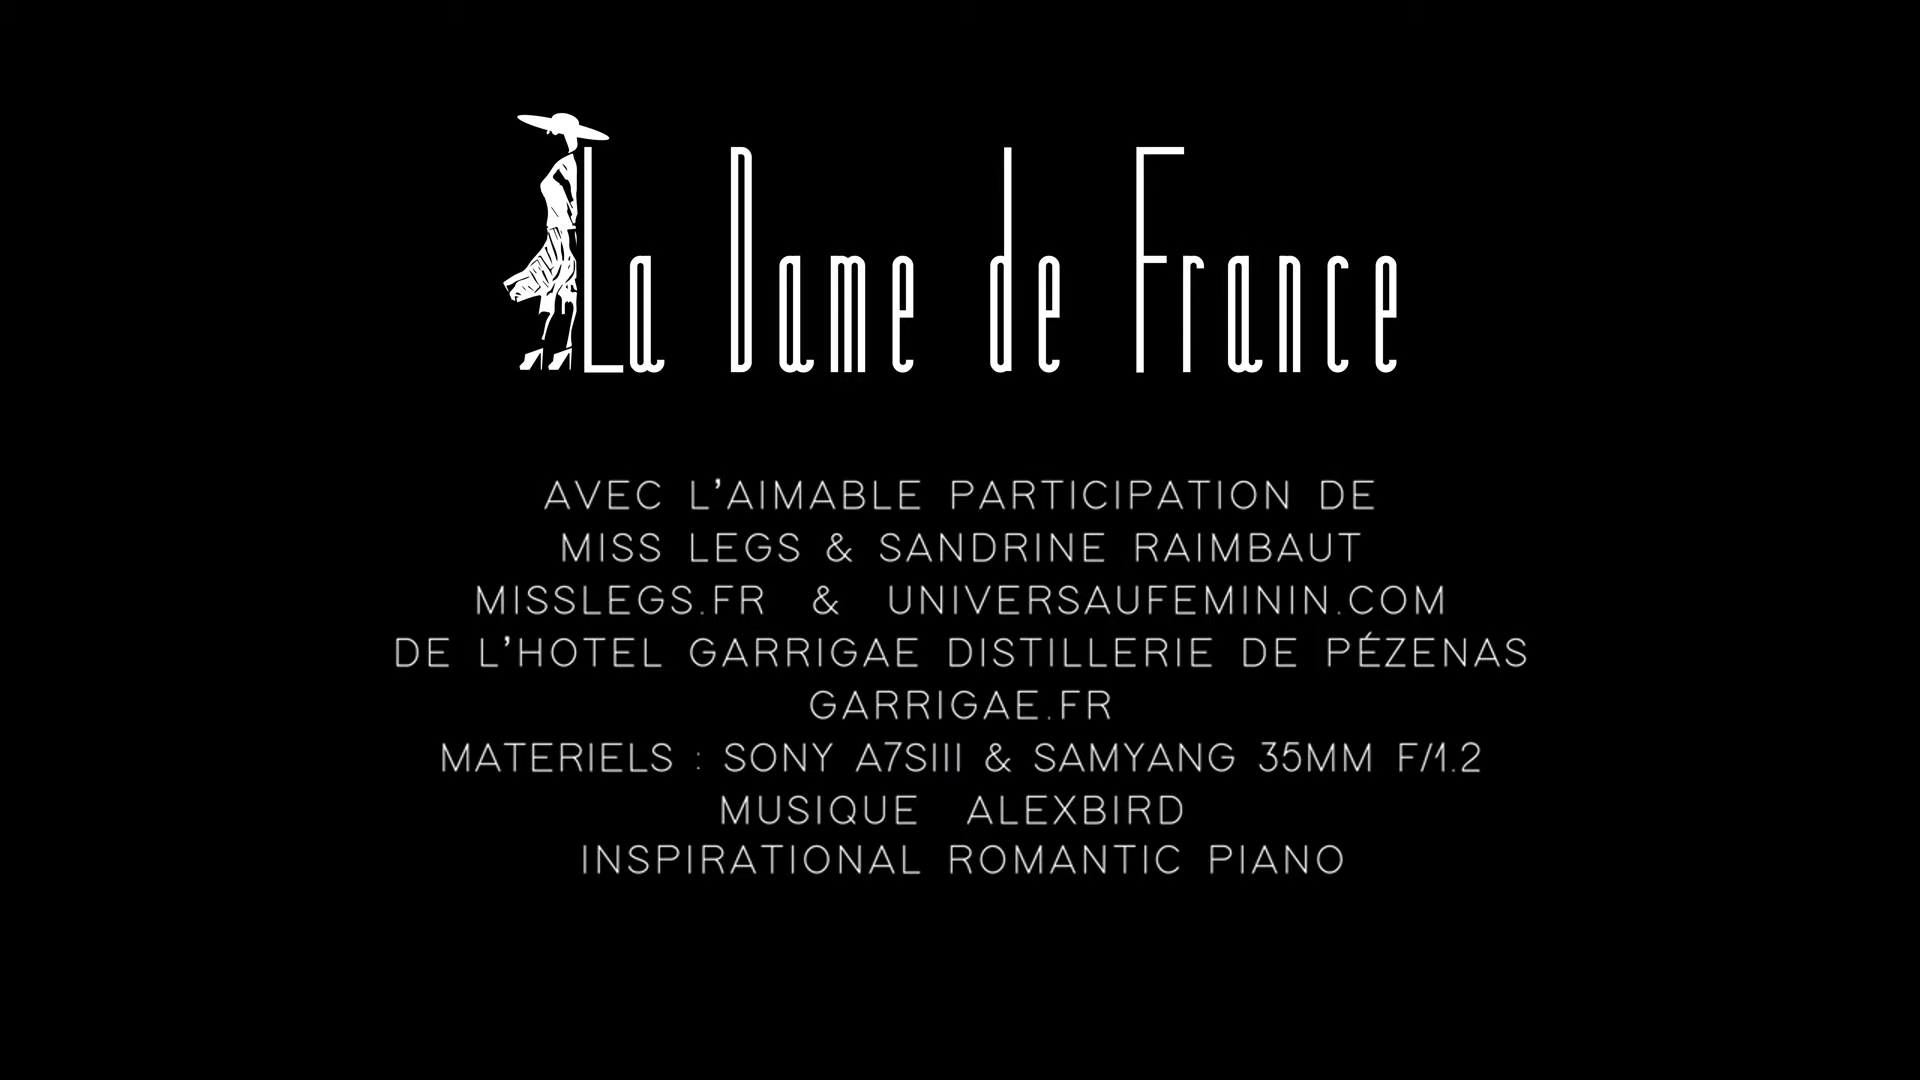 La Dame de France
AVEC L'AIMABLE PARTICIPATION DE
MISS LEGS & SANDRINE RAIMBAUT
MISSLEGS.FR & UNIVERSAUFEMININ.COM
DE L'HOTEL GARRIGAE DISTILLERIE DE PÉZENAS
GARRIGAE.FR
MATERIELS : SONY A7SIII & SAMYANG 35MM F/1.2
MUSIQUE ALEXBIRD
INSPIRATIONAL ROMANTIC PIANO